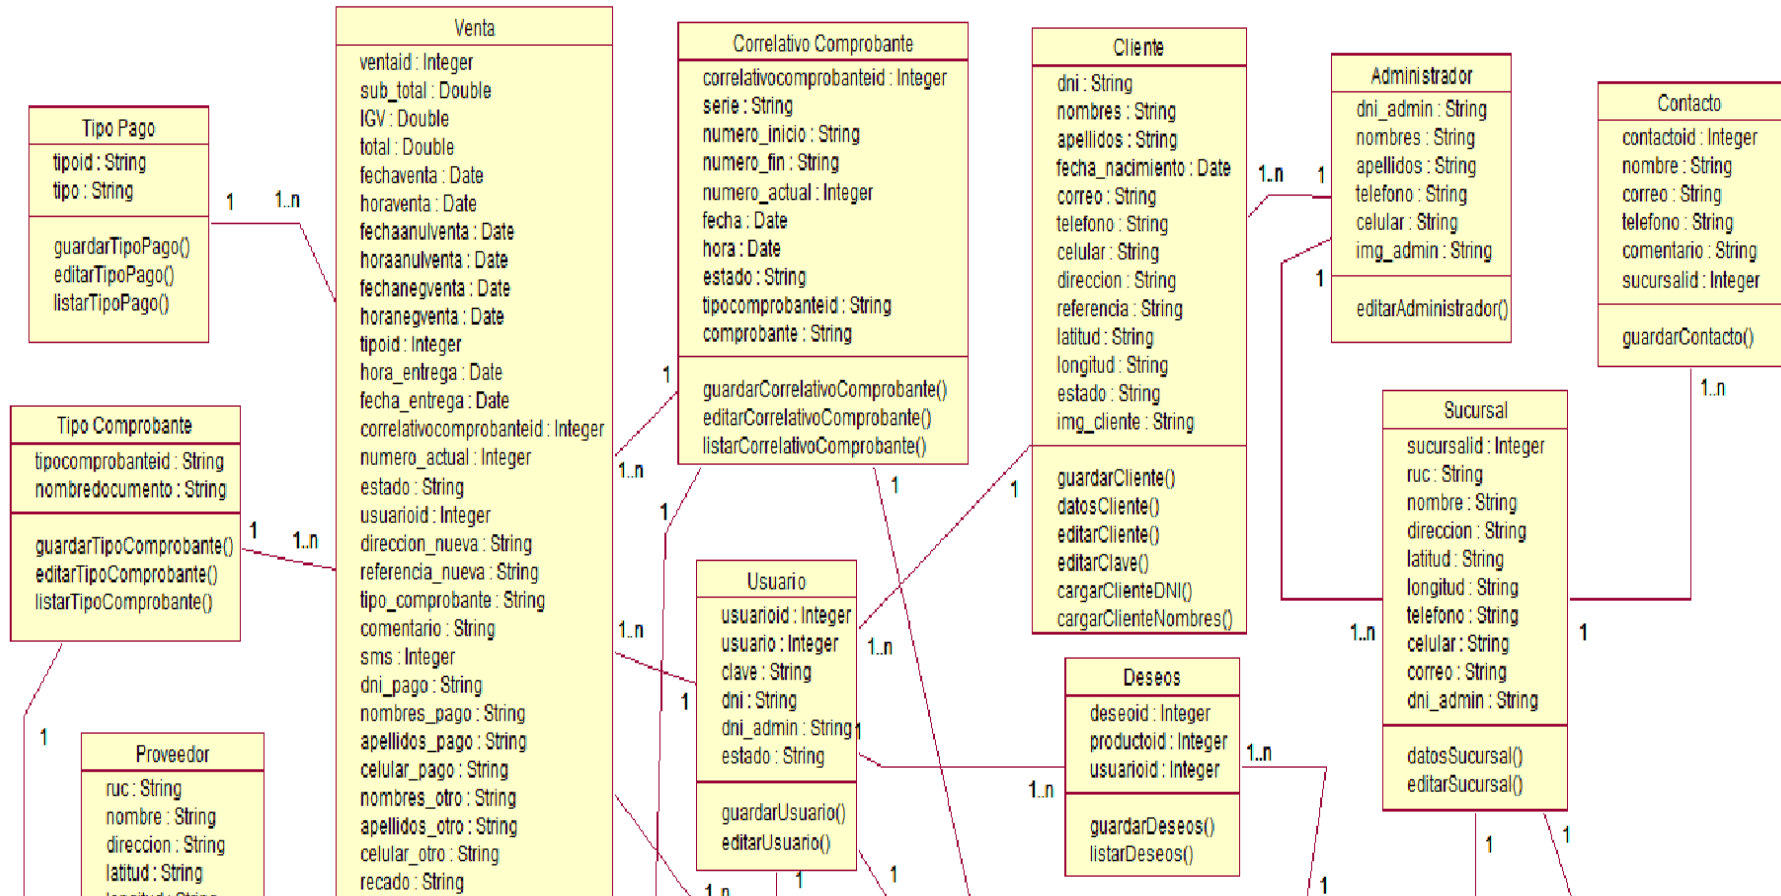 Tipo Pago
tipoid : String
tipo : String
guardarTipoPago()
editarTipoPago()
listarTipoPago()
1
1..n
Tipo Comprobante
tipocomprobanteid : String
nombredocumento : String
guardarTipoComprobante()
editarTipoComprobante()
listarTipoComprobante()
1
1..n
1
Proveedor
ruc : String
nombre : String
direccion : String
latitud : String
longitud : String
Venta
ventaid : Integer
sub_total : Double
IGV : Double
total : Double
fechaventa : Date
horaventa : Date
fechaanulventa : Date
horaanulventa : Date
fechanegventa : Date
horanegventa : Date
tipoid : Integer
hora_entrega : Date
fecha_entrega : Date
correlativocomprobanteid : Integer
numero_actual : Integer
estado : String
usuarioid : Integer
direccion_nueva : String
referencia_nueva : String
tipo_comprobante : String
comentario : String
sms : Integer
dni_pago : String
nombres_pago : String
apellidos_pago : String
celular_pago : String
nombres_otro : String
apellidos_otro : String
celular_otro : String
recado : String
1
1..n
1..n
1
1..n
Correlativo Comprobante
correlativocomprobanteid : Integer
serie : String
numero_inicio : String
numero_fin : String
numero_actual : Integer
fecha : Date
hora : Date
estado : String
tipocomprobanteid : String
comprobante : String
guardarCorrelativoComprobante()
editarCorrelativoComprobante()
listarCorrelativoComprobante()
1
1
Usuario
usuarioid : Integer
usuario : Integer
clave : String
dni : String
dni_admin : String
estado : String
guardarUsuario()
editarUsuario()
1..n
1
1
1
1
1..n
Cliente
dni : String
nombres : String
apellidos : String
fecha_nacimiento : Date
correo : String
telefono : String
celular : String
direccion : String
referencia : String
latitud : String
longitud : String
estado : String
img_cliente : String
guardarCliente()
datosCliente()
editarCliente()
editarClave()
cargarClienteDNI()
cargarClienteNombres()
1..n
1
Deseos
deseoid : Integer
productoid : Integer
usuarioid : Integer
guardarDeseos()
listarDeseos()
1..n
1
Administrador
dni_admin : String
nombres : String
apellidos : String
telefono : String
celular : String
img_admin : String
editarAdministrador()
1
1..n
Contacto
contactoid : Integer
nombre : String
correo : String
telefono : String
comentario : String
sucursalid : Integer
guardarContacto()
1..n
1
Sucursal
sucursalid : Integer
ruc : String
nombre : String
direccion : String
latitud : String
longitud : String
telefono : String
celular : String
correo : String
dni_admin : String
datosSucursal()
editarSucursal()
1
1